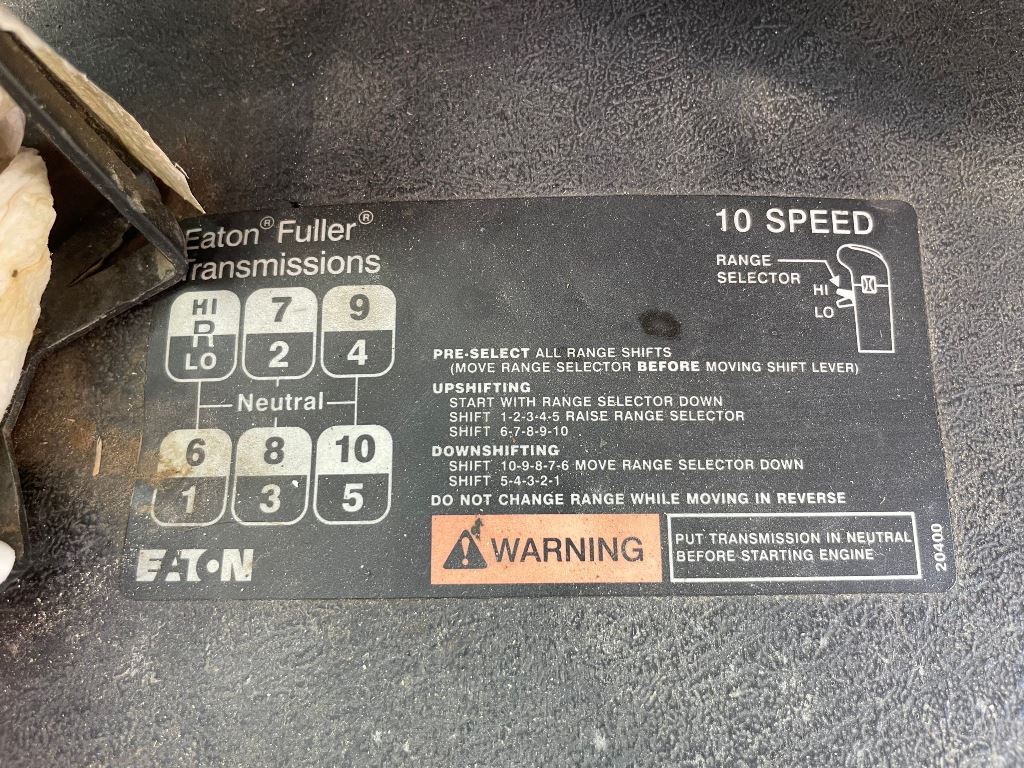 Eaton® Fuller®
Transmissions
HI
R
LO
7
2
9
4
Neutral
6
1
8
3
10
5
EATON
10 SPEED
RANGE
SELECTOR
HI
LO
PRE-SELECT ALL RANGE SHIFTS
(MOVE RANGE SELECTOR BEFORE MOVING SHIFT LEVER)
UPSHIFTING
START WITH RANGE SELECTOR DOWN
SHIFT 1-2-3-4-5 RAISE RANGE SELECTOR
SHIFT 6-7-8-9-10
DOWNSHIFTING
SHIFT 10-9-8-7-6 MOVE RANGE SELECTOR DOWN
SHIFT 5-4-3-2-1
DO NOT CHANGE RANGE WHILE MOVING IN REVERSE
WARNING
PUT TRANSMISSION IN NEUTRAL
BEFORE STARTING ENGINE
20400